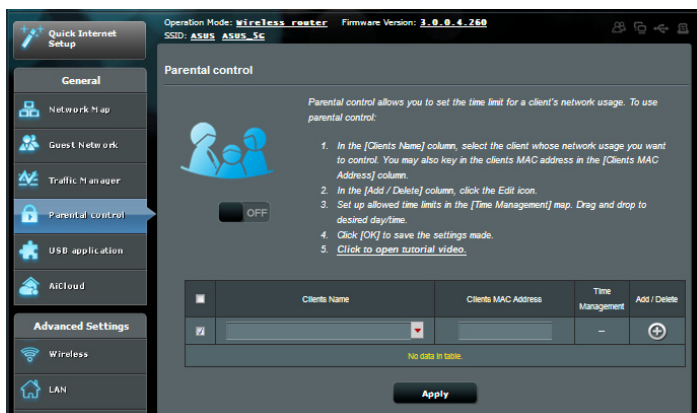 Quick Internet
Setup
Operation Mode: Wireless router Firmware Version: 3.0.0.4.260
SSID: ASUS ASUS_5G
General
Network Map
Guest Network
Traffic Manager
Parental control
USB application
AiCloud
Advanced Settings
Wireless
LAN
Parental control
Parental control allows you to set the time limit for a client's network usage. To use
parental control:
1. In the [Clients Name] column, select the client whose network usage you want
to control. You may also key in the clients MAC address in the [Clients MAC
Address] column.
2. In the [Add / Delete] column, click the Edit icon.
3. Set up allowed time limits in the [Time Management] map. Drag and drop to
desired day/time.
4. Click [OK] to save the settings made.
5. Click to open tutorial video.
OFF
Clients Name
Clients MAC Address
Time
Management
Add / Delete
–
No data in table.
Apply